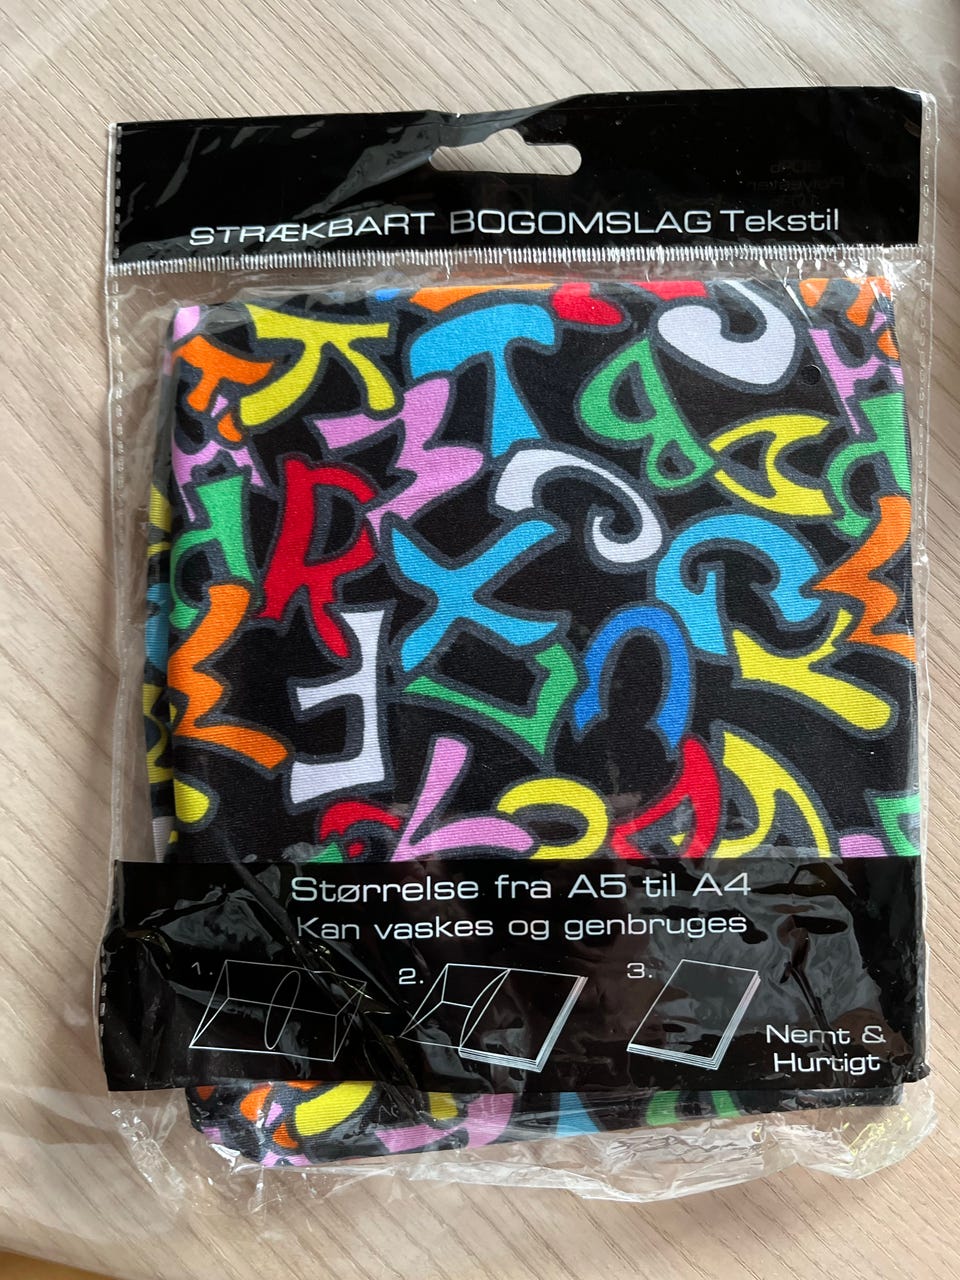 STRÆKBART BOGOMSLAG Tekstil
Størrelse fra A5 til A4
Kan vaskes og genbruges
1.
2.
3.
Nemt &
Hurtigt